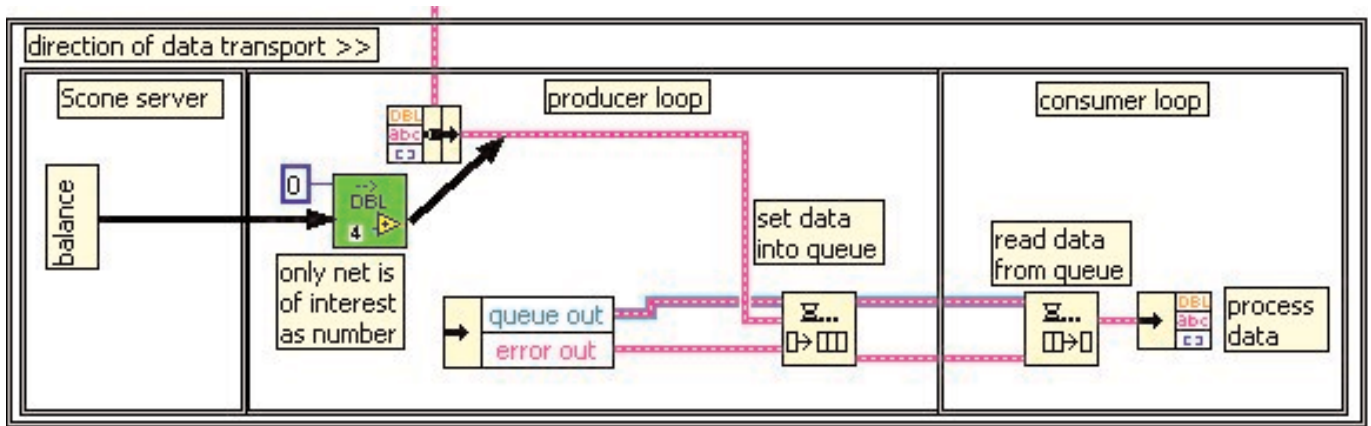 direction of data transport >>
Scone server
producer loop
consumer loop
DBL
abc
0
-->
DBL
4
balance
only net is
of interest
as number
set data
into queue
read data
from queue
queue out
error out
DBL
abc
process
data